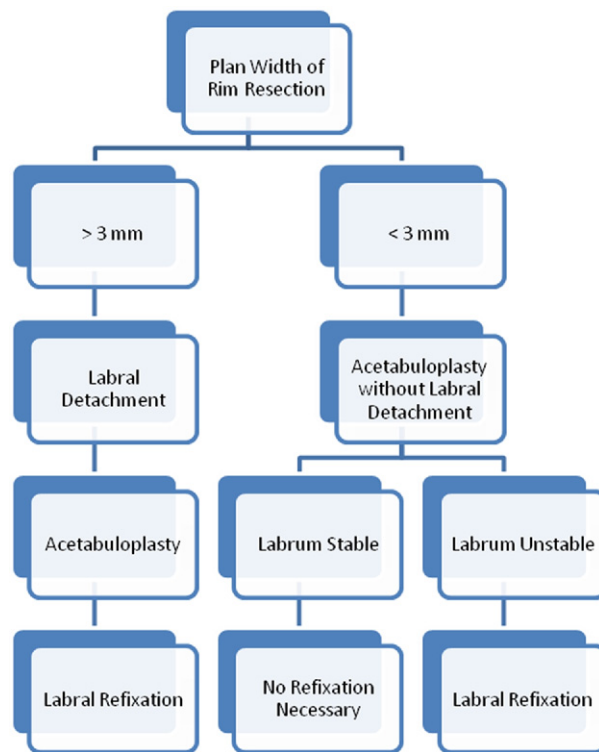 Plan Width of
Rim Resection
> 3 mm
< 3 mm
Labral
Detachment
Acetabuloplasty
without Labral
Detachment
Acetabuloplasty
Labrum Stable
Labrum Unstable
Labral Refixation
No Refixation
Necessary
Labral Refixation